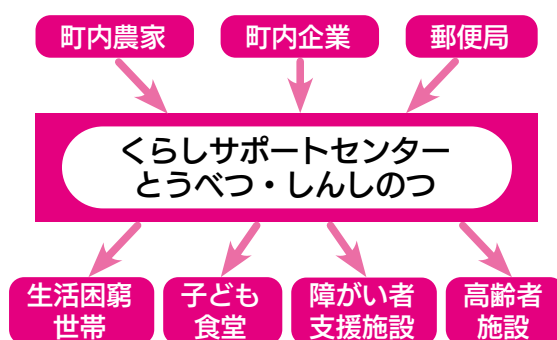 町内農家
町内企業
郵便局
くらしサポートセンター
とうべつ・しんしのつ
生活困窮
世帯
子ども
食堂
障がい者
支援施設
高齢者
施設